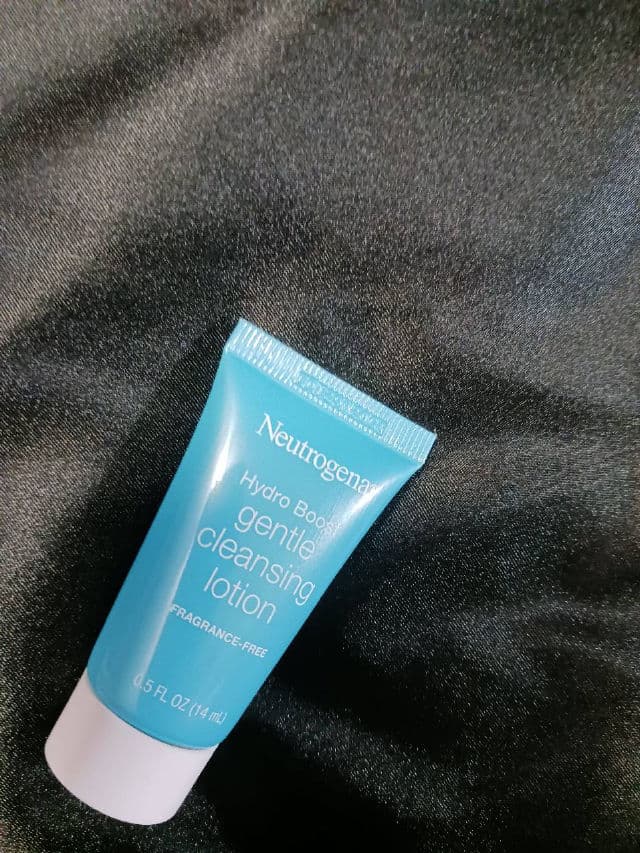 Neutrogena
Hydro Boost
gentle
cleansing
lotion
FRAGRANCE-FREE
0.5 FL OZ (14 mL)